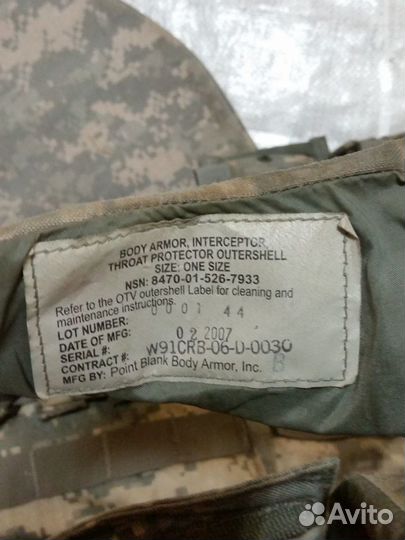 BODY ARMOR, INTERCEPTOR,
THROAT PROTECTOR OUTERSHELL
SIZE: ONE SIZE
NSN: 8470-01-526-7933
Refer to the OTV outershell Label for cleaning and
maintenance instructions.
LOT NUMBER: 0001 44
DATE OF MFG: 02 2007
SERIAL #:
CONTRACT #: W91CRB-06-D-0030
MFG BY: Point Blank Body Armor, Inc. B
Avito